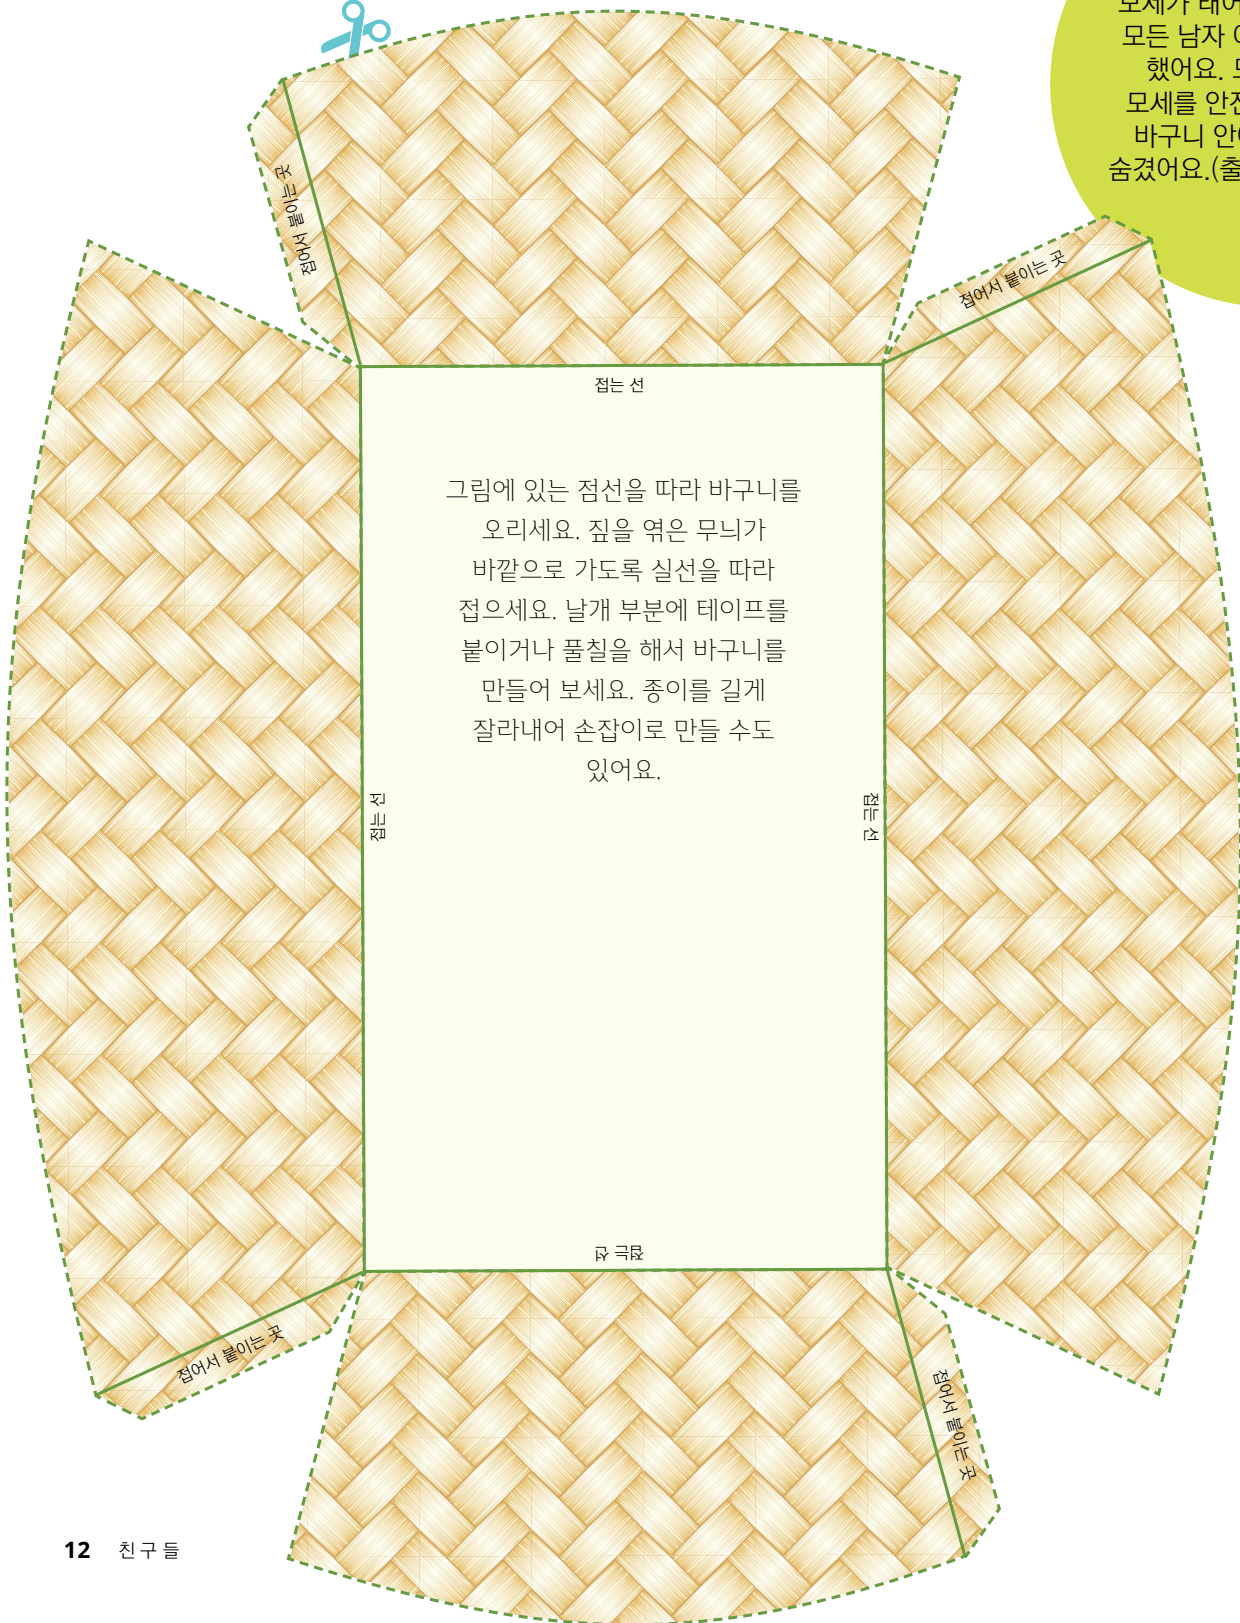 모세가
모든 남자
했어요.
모세를
바구니
숨겼어요.(출
접어서 붙이는 곳
접어서 붙이는 곳
접는 선
그림에 있는 점선을 따라 바구니를
오리세요. 짚을 엮은 무늬가
바깥으로 가도록 실선을 따라
접으세요. 날개 부분에 테이프를
붙이거나 풀칠을 해서 바구니를
만들어 보세요. 종이를 길게
잘라내어 손잡이로 만들 수도
있어요.
접는 선
접는 선
접는 선
접어서 붙이는 곳
접어서 붙이는 곳
12 친구들